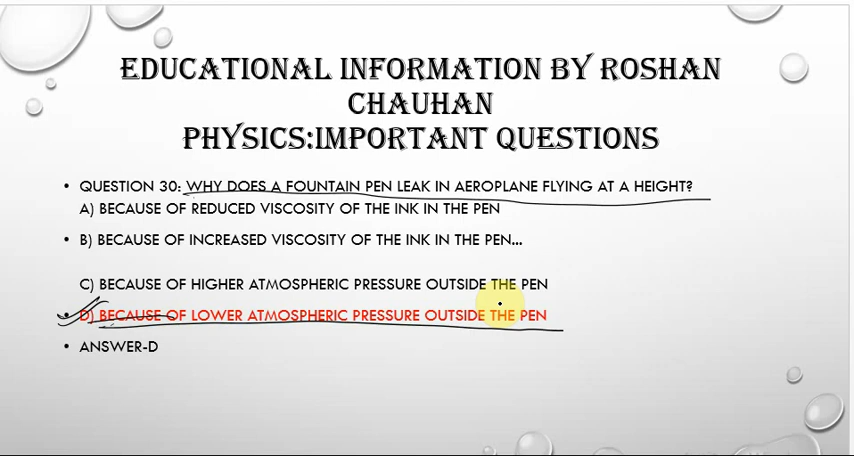 EDUCATIONAL INFORMATION BY ROSHAN
CHAUHAN
PHYSICS:IMPORTANT QUESTIONS
• QUESTION 30: WHY DOES A FOUNTAIN PEN LEAK IN AEROPLANE FLYING AT A HEIGHT?
A) BECAUSE OF REDUCED VISCOSITY OF THE INK IN THE PEN
• B) BECAUSE OF INCREASED VISCOSITY OF THE INK IN THE PEN...
C) BECAUSE OF HIGHER ATMOSPHERIC PRESSURE OUTSIDE THE PEN
• D) BECAUSE OF LOWER ATMOSPHERIC PRESSURE OUTSIDE THE PEN
• ANSWER-D